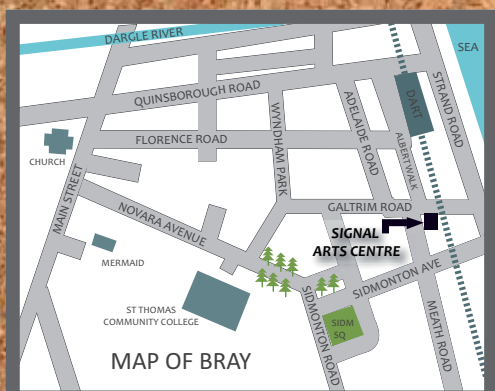 DARGLE RIVER
SEA
QUINSBOROUGH ROAD
DART
STRAND ROAD
WYNDHAM PARK
ADELAIDE ROAD
FLORENCE ROAD
ALBERT WALK
CHURCH
MAIN STREET
NOVARA AVENUE
GALTRIM ROAD
SIGNAL
ARTS CENTRE
MERMAID
SIDMONTON AVE
ST THOMAS
COMMUNITY COLLEGE
SIDMONTON ROAD
SIDM
SQ
MEATH ROAD
MAP OF BRAY